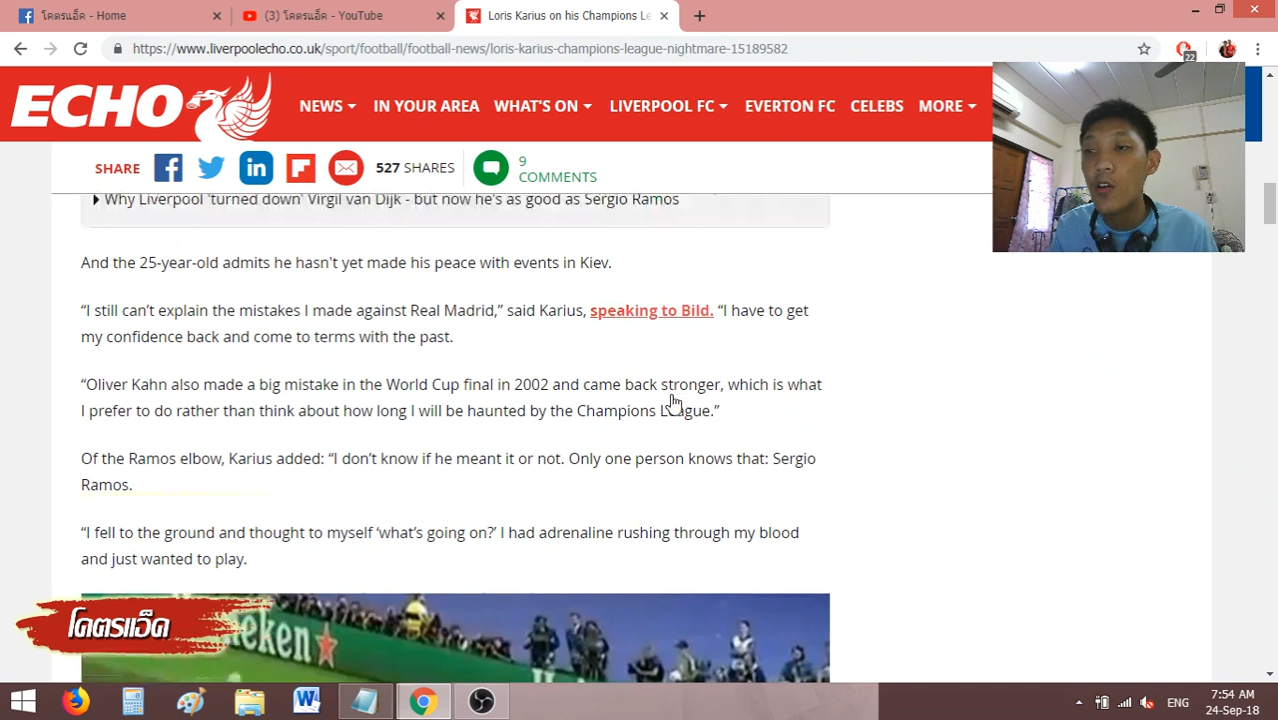 โคตรแอ็ค - Home
(3) โคตรแอ็ค - YouTube
Loris Karius on his Champions Le
https://www.liverpoolecho.co.uk/sport/football/football-news/loris-karius-champions-league-nightmare-15189582
22
ECHO
NEWS
IN YOUR AREA
WHAT'S ON
LIVERPOOL FC
EVERTON FC
CELEBS
MORE
SHARE
527 SHARES
9
COMMENTS
Why Liverpool 'turned down' Virgil van Dijk - but now he's as good as Sergio Ramos
And the 25-year-old admits he hasn't yet made his peace with events in Kiev.
“I still can’t explain the mistakes I made against Real Madrid,” said Karius, speaking to Bild. “I have to get
my confidence back and come to terms with the past.
“Oliver Kahn also made a big mistake in the World Cup final in 2002 and came back stronger, which is what
I prefer to do rather than think about how long I will be haunted by the Champions League.”
Of the Ramos elbow, Karius added: “I don’t know if he meant it or not. Only one person knows that: Sergio
Ramos.
“I fell to the ground and thought to myself ‘what’s going on?’ I had adrenaline rushing through my blood
and just wanted to play.
Heineken
โคตรแอ็ค
ENG
7:54 AM
24-Sep-18